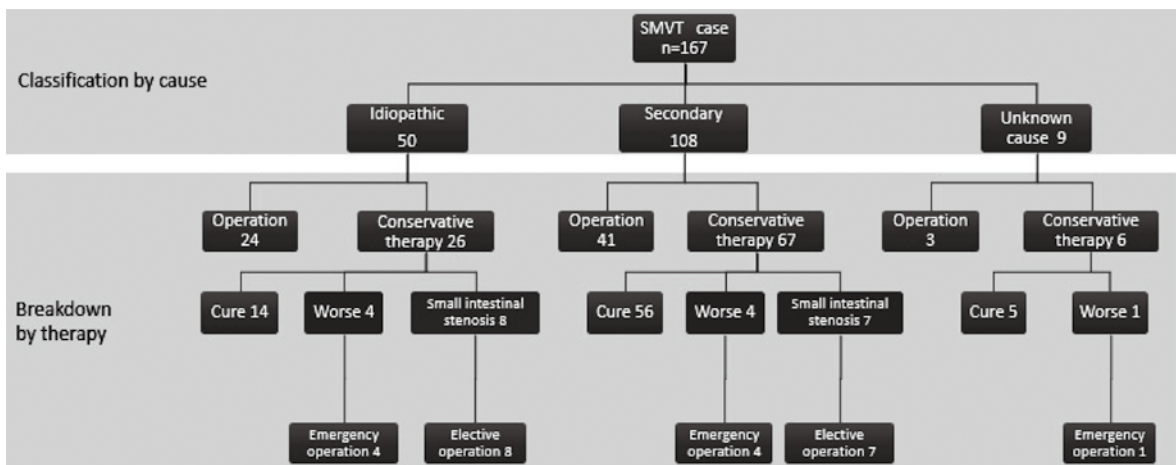 SMVT case
n=167
Classification by cause
Idiopathic
50
Secondary
108
Unknown
cause 9
Operation
24
Conservative
therapy 26
Operation
41
Conservative
therapy 67
Operation
3
Conservative
therapy 6
Breakdown
by therapy
Cure 14
Worse 4
Small intestinal
stenosis 8
Cure 56
Worse 4
Small intestinal
stenosis 7
Cure 5
Worse 1
Emergency
operation 4
Elective
operation 8
Emergency
operation 4
Elective
operation 7
Emergency
operation 1